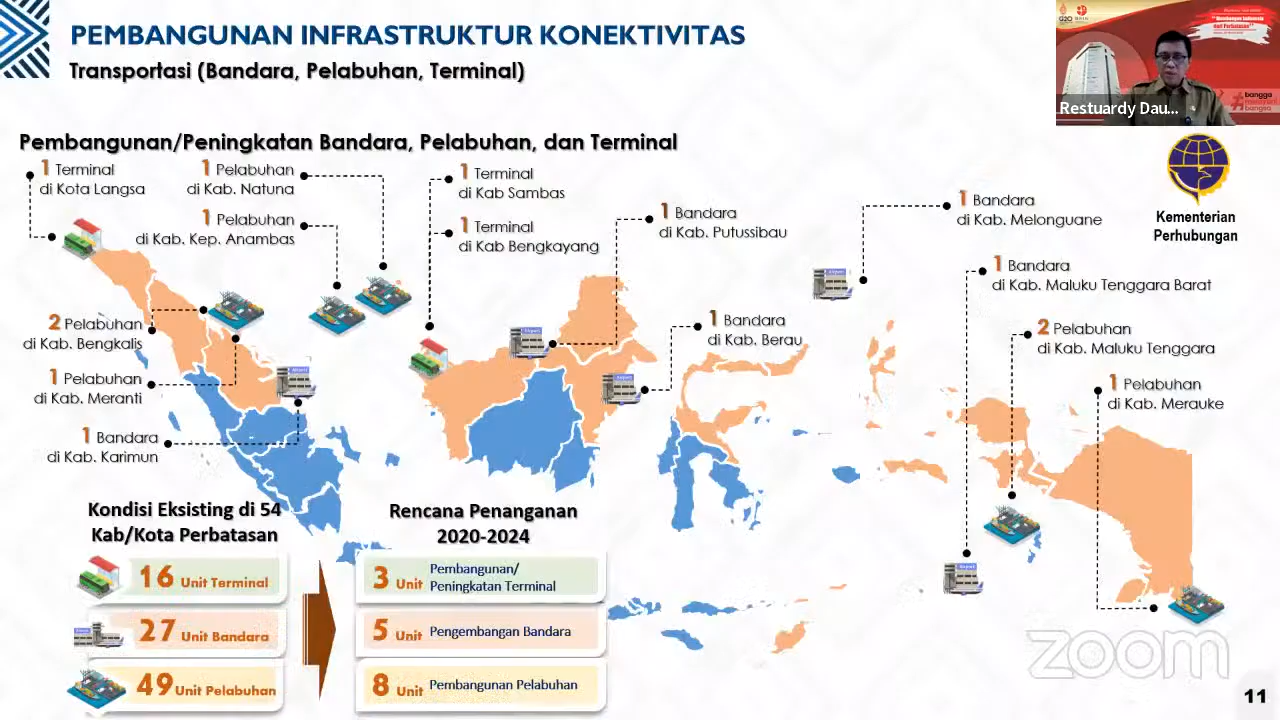 PEMBANGUNAN INFRASTRUKTUR KONEKTIVITAS
Transportasi (Bandara, Pelabuhan, Terminal)
G20
Restuardy Dau...
#bangga
melayani
bangsa
Pembangunan/Peningkatan Bandara, Pelabuhan, dan Terminal
1 Terminal
di Kota Langsa
1 Pelabuhan
di Kab. Natuna
1 Pelabuhan
di Kab. Kep. Anambas
1 Terminal
di Kab Sambas
1 Terminal
di Kab Bengkayang
1 Bandara
di Kab. Putussibau
1 Bandara
di Kab. Melonguane
Kementerian
Perhubungan
1 Bandara
di Kab. Maluku Tenggara Barat
2 Pelabuhan
di Kab. Bengkalis
1 Bandara
di Kab. Berau
2 Pelabuhan
di Kab. Maluku Tenggara
1 Pelabuhan
di Kab. Meranti
1 Pelabuhan
di Kab. Merauke
1 Bandara
di Kab. Karimun
Kondisi Eksisting di 54
Kab/Kota Perbatasan
16 Unit Terminal
27 Unit Bandara
49 Unit Pelabuhan
Rencana Penanganan
2020-2024
3 Unit Pembangunan/
Peningkatan Terminal
5 Unit Pengembangan Bandara
8 Unit Pembangunan Pelabuhan
zoom
11